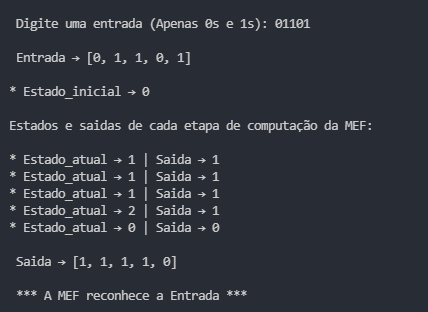 Digite uma entrada (Apenas 0s e 1s): 01101
Entrada → [0, 1, 1, 0, 1]
* Estado_inicial → 0
Estados e saidas de cada etapa de computação da MEF:
* Estado_atual → 1 | Saida → 1
* Estado_atual → 1 | Saida → 1
* Estado_atual → 1 | Saida → 1
* Estado_atual → 2 | Saida → 1
* Estado_atual → 0 | Saida → 0
Saida → [1, 1, 1, 1, 0]
*** A MEF reconhece a Entrada ***